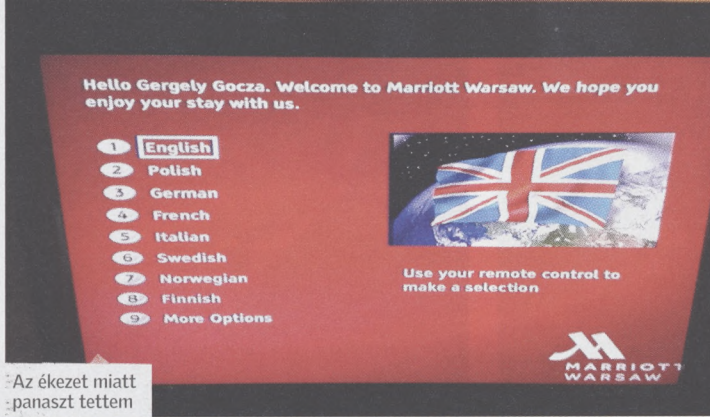 Hello Gergely Gocza. Welcome to Marriott Warsaw. We hope you
enjoy your stay with us.
1 English
2 Polish
3 German
4 French
5 Italian
6 Swedish
7 Norwegian
8 Finnish
9 More Options
Use your remote control to
make a selection
MARRIOTT
WARSAW
Az ékezet miatt
panaszt tettem